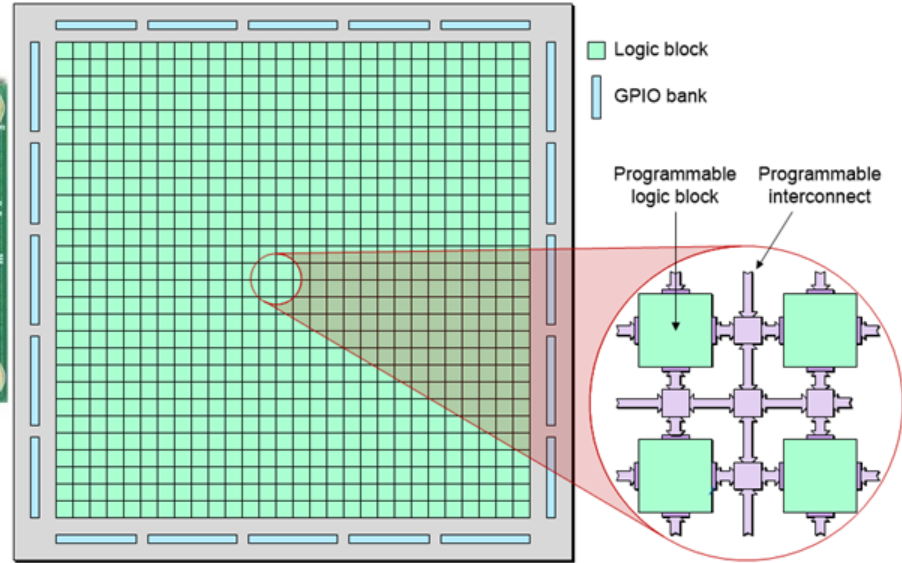 Logic block
GPIO bank
Programmable
logic block
Programmable
interconnect